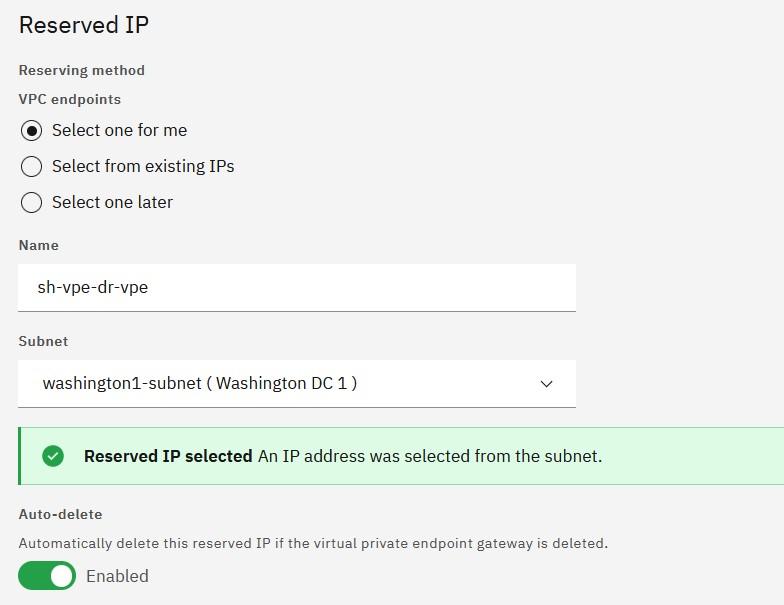 Reserved IP
Reserving method
VPC endpoints
Select one for me
Select from existing IPs
Select one later
Name
sh-vpe-dr-vpe
Subnet
washington1-subnet ( Washington DC 1 )
Reserved IP selected An IP address was selected from the subnet.
Auto-delete
Automatically delete this reserved IP if the virtual private endpoint gateway is deleted.
Enabled